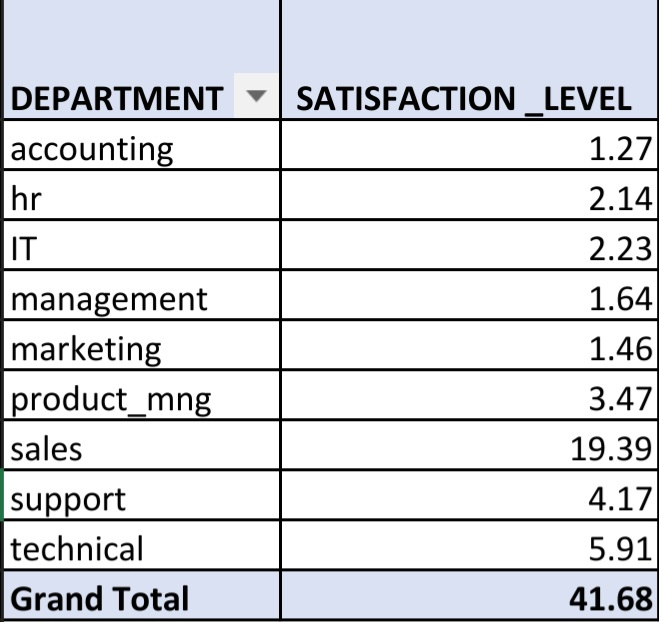 DEPARTMENT SATISFACTION _LEVEL
accounting 1.27
hr 2.14
IT 2.23
management 1.64
marketing 1.46
product_mng 3.47
sales 19.39
support 4.17
technical 5.91
Grand Total 41.68